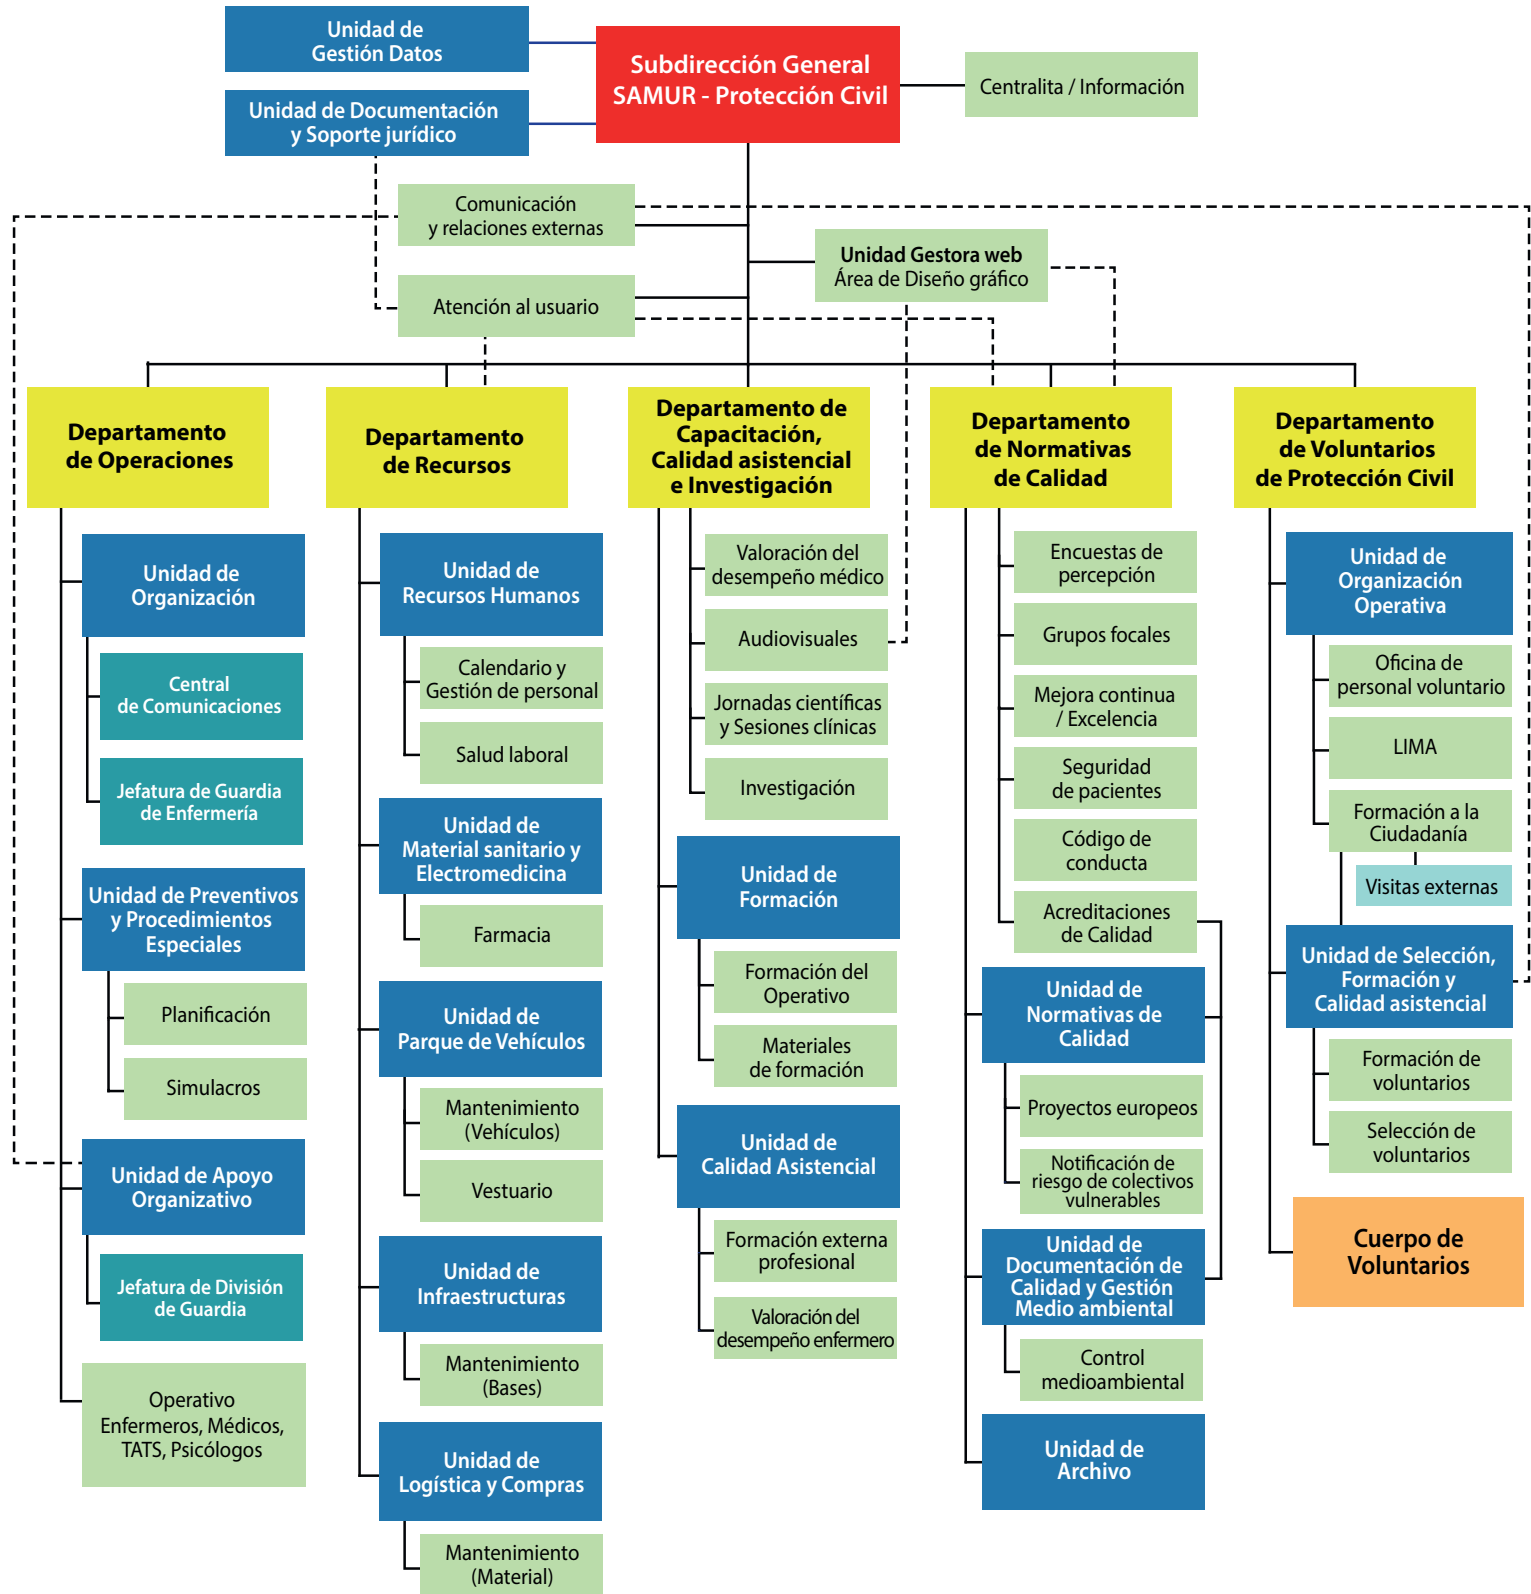 Unidad de
Gestión Datos
Subdirección General
SAMUR - Protección Civil
Centralita / Información
Unidad de Documentación
y Soporte jurídico
Comunicación
y relaciones externas
Unidad Gestora web
Área de Diseño gráfico
Atención al usuario
Departamento
de Operaciones
Unidad de
Organización
Central
de Comunicaciones
Jefatura de Guardia
de Enfermería
Unidad de Preventivos
y Procedimientos
Especiales
Planificación
Simulacros
Unidad de Apoyo
Organizativo
Jefatura de División
de Guardia
Operativo
Enfermeros, Médicos,
TATS, Psicólogos
Departamento
de Recursos
Unidad de
Recursos Humanos
Calendario y
Gestión de personal
Salud laboral
Unidad de
Material sanitario y
Electromedicina
Farmacia
Unidad de
Parque de Vehículos
Mantenimiento
(Vehículos)
Vestuario
Unidad de
Infraestructuras
Mantenimiento
(Bases)
Unidad de
Logística y Compras
Mantenimiento
(Material)
Departamento de
Capacitación,
Calidad asistencial
e Investigación
Valoración del
desempeño médico
Audiovisuales
Jornadas científicas
y Sesiones clínicas
Investigación
Unidad de
Formación
Formación del
Operativo
Materiales
de formación
Unidad de
Calidad Asistencial
Formación externa
profesional
Valoración del
desempeño enfermero
Departamento
de Normativas
de Calidad
Encuestas de
percepción
Grupos focales
Mejora continua
/ Excelencia
Seguridad
de pacientes
Código de
conducta
Acreditaciones
de Calidad
Unidad de
Normativas de
Calidad
Proyectos europeos
Notificación de
riesgo de colectivos
vulnerables
Unidad de
Documentación de
Calidad y Gestión
Medio ambiental
Control
medioambiental
Unidad de
Archivo
Departamento
de Voluntarios
de Protección Civil
Unidad de
Organización
Operativa
Oficina de
personal voluntario
LIMA
Formación a la
Ciudadanía
Visitas externas
Unidad de Selección,
Formación y
Calidad asistencial
Formación de
voluntarios
Selección de
voluntarios
Cuerpo de
Voluntarios